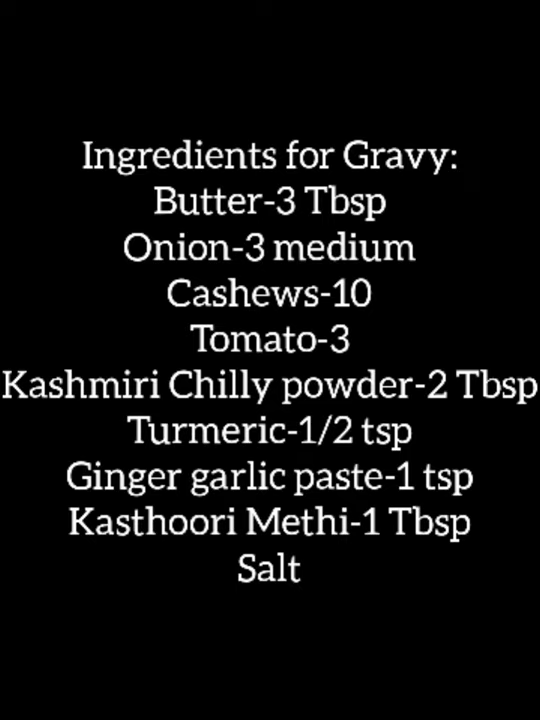 Ingredients for Gravy:
Butter-3 Tbsp
Onion-3 medium
Cashews-10
Tomato-3
Kashmiri Chilly powder-2 Tbsp
Turmeric-1/2 tsp
Ginger garlic paste-1 tsp
Kasthoori Methi-1 Tbsp
Salt